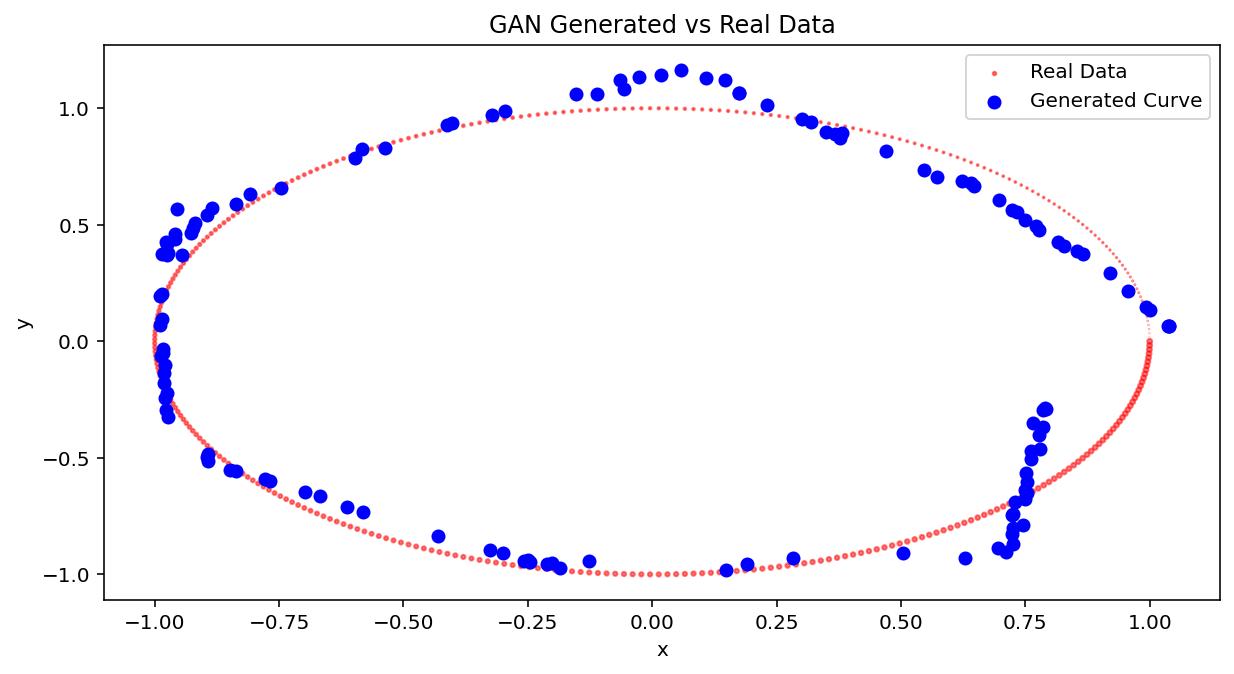 GAN Generated vs Real Data
Real Data
Generated Curve
1.0
0.5
0.0
−0.5
−1.0
y
−1.00 −0.75 −0.50 −0.25 0.00 0.25 0.50 0.75 1.00
x